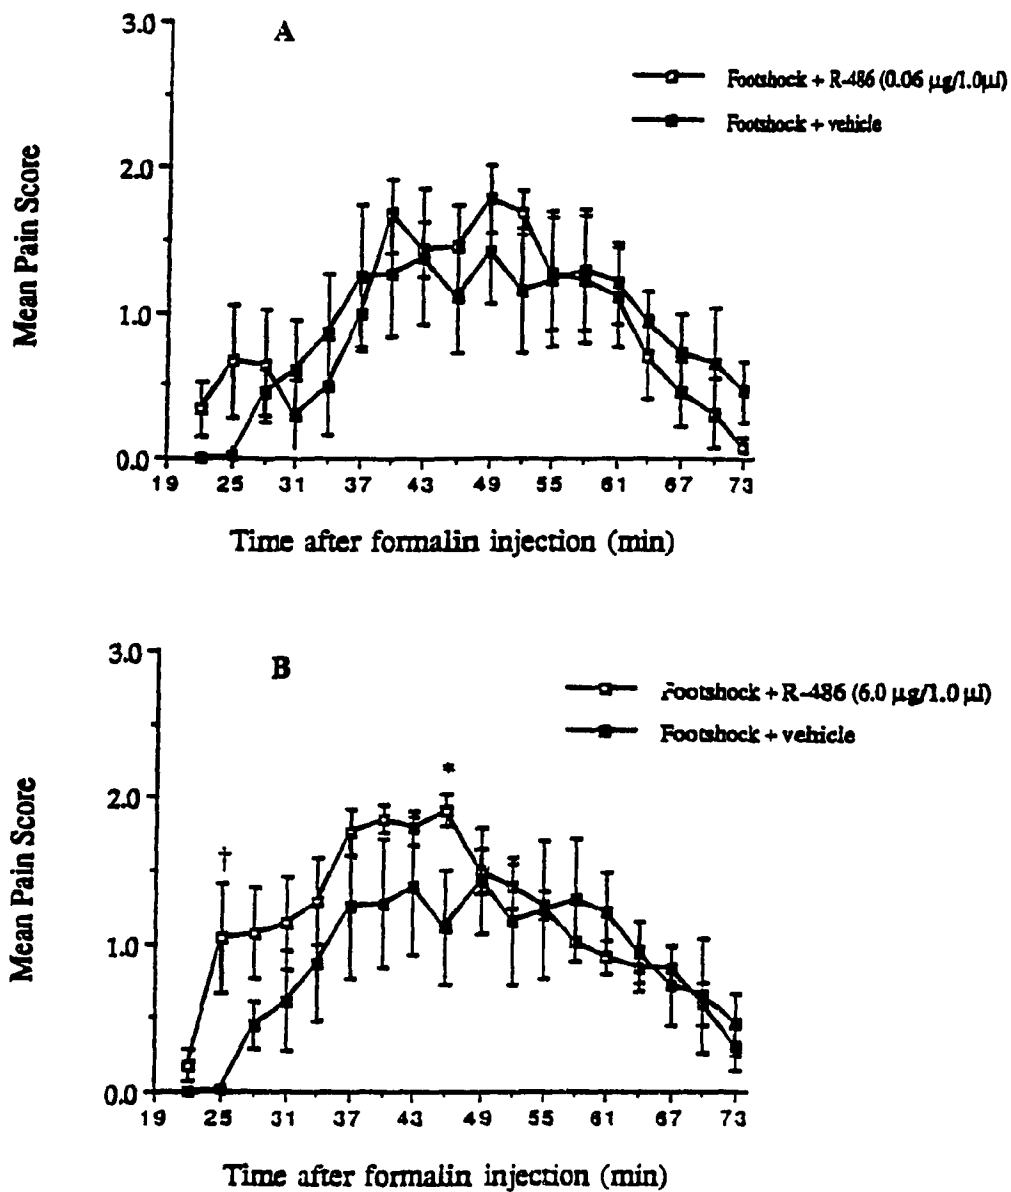 A
3.0
2.0
1.0
0.0
Mean Pain Score
Footshock + R-486 (0.06 µg/1.0µl)
Footshock + vehicle
19 25 31 37 43 49 55 61 67 73
Time after formalin injection (min)
B
3.0
2.0
1.0
0.0
Mean Pain Score
Footshock + R-486 (6.0 µg/1.0 µl)
Footshock + vehicle
*
†
19 25 31 37 43 49 55 61 67 73
Time after formalin injection (min)